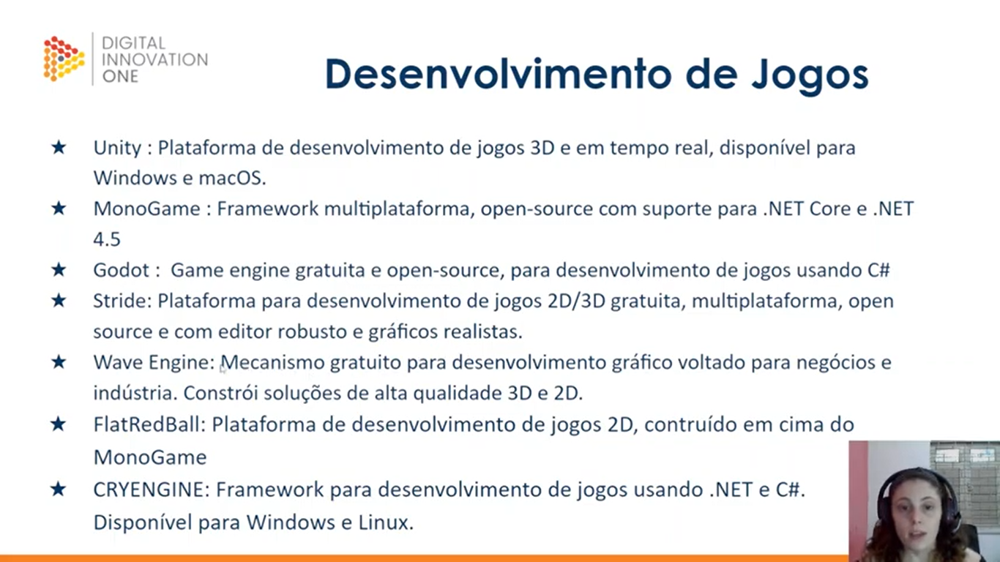 DIGITAL
INNOVATION
ONE
Desenvolvimento de Jogos
★ Unity : Plataforma de desenvolvimento de jogos 3D e em tempo real, disponível para
Windows e macOS.
★ MonoGame : Framework multiplataforma, open-source com suporte para .NET Core e .NET
4.5
★ Godot :  Game engine gratuita e open-source, para desenvolvimento de jogos usando C#
★ Stride: Plataforma para desenvolvimento de jogos 2D/3D gratuita, multiplataforma, open
source e com editor robusto e gráficos realistas.
★ Wave Engine: Mecanismo gratuito para desenvolvimento gráfico voltado para negócios e
indústria. Constrói soluções de alta qualidade 3D e 2D.
★ FlatRedBall: Plataforma de desenvolvimento de jogos 2D, contruído em cima do
MonoGame
★ CRYENGINE: Framework para desenvolvimento de jogos usando .NET e C#.
Disponível para Windows e Linux.